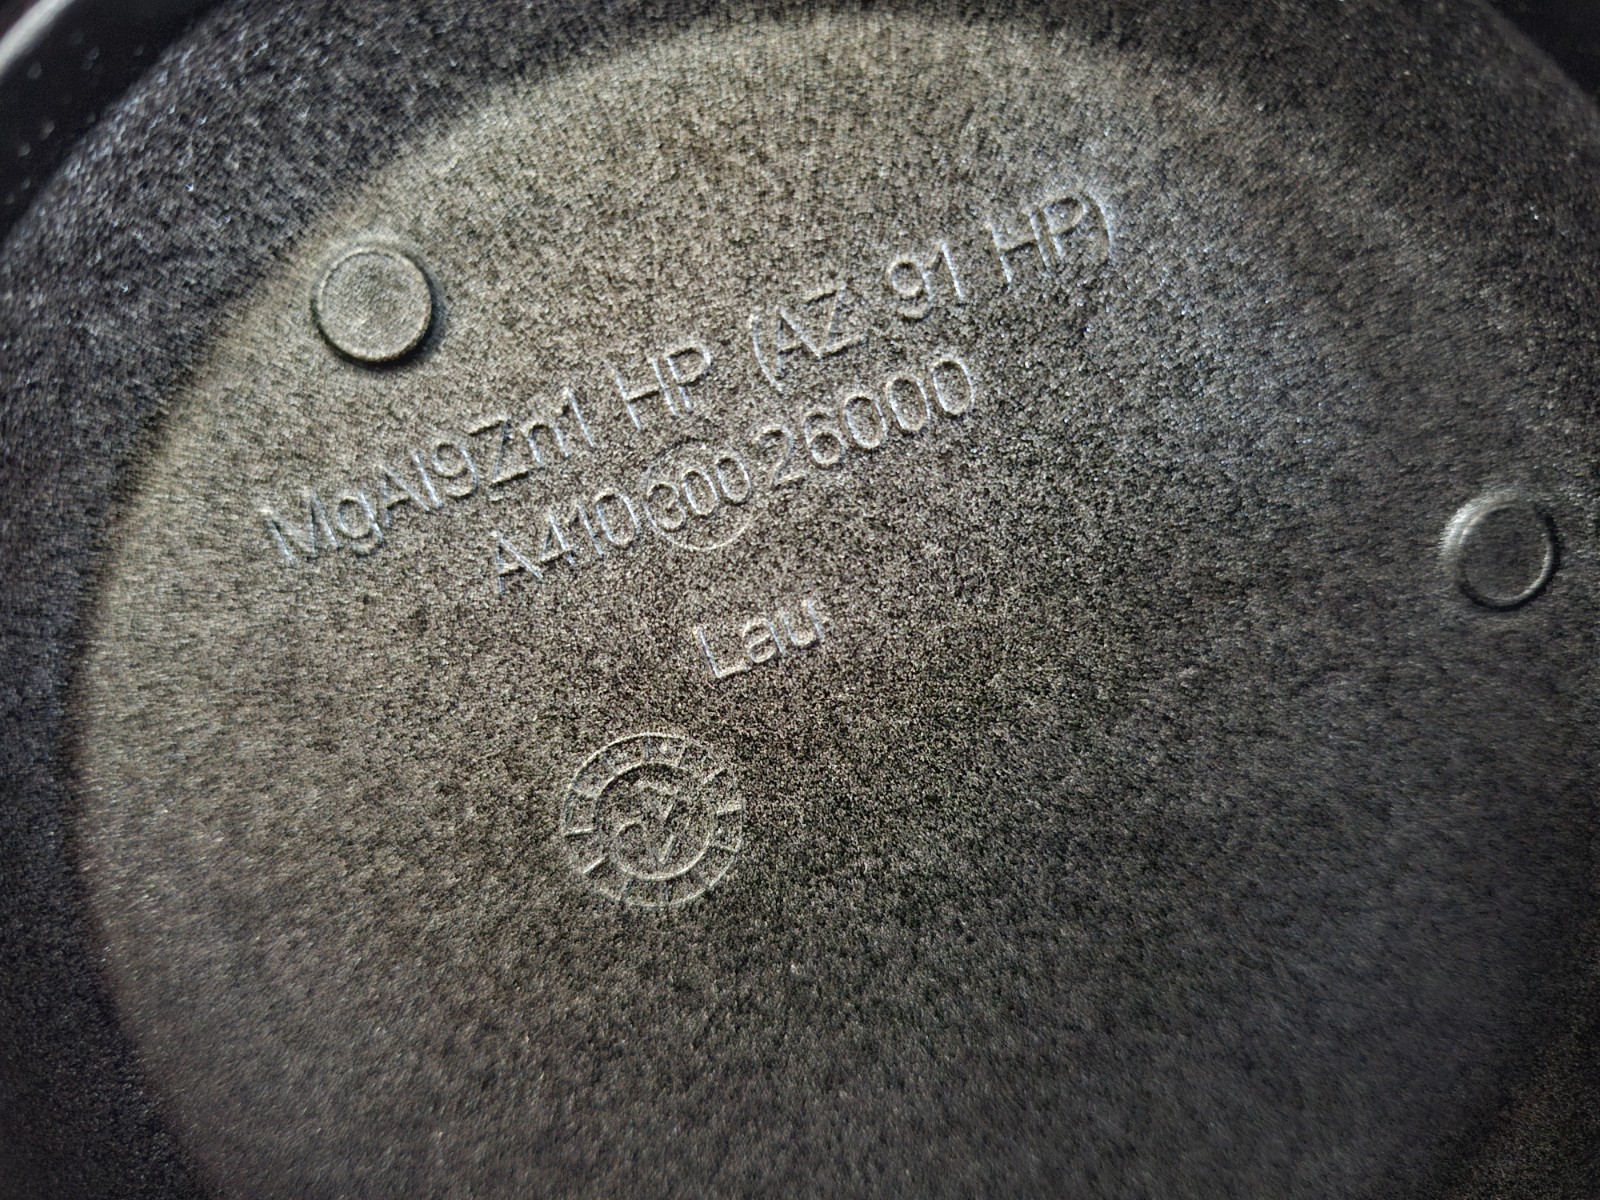 MgAl9Zn1 HP (AZ 91 HP)
A410 300 26000
Lau